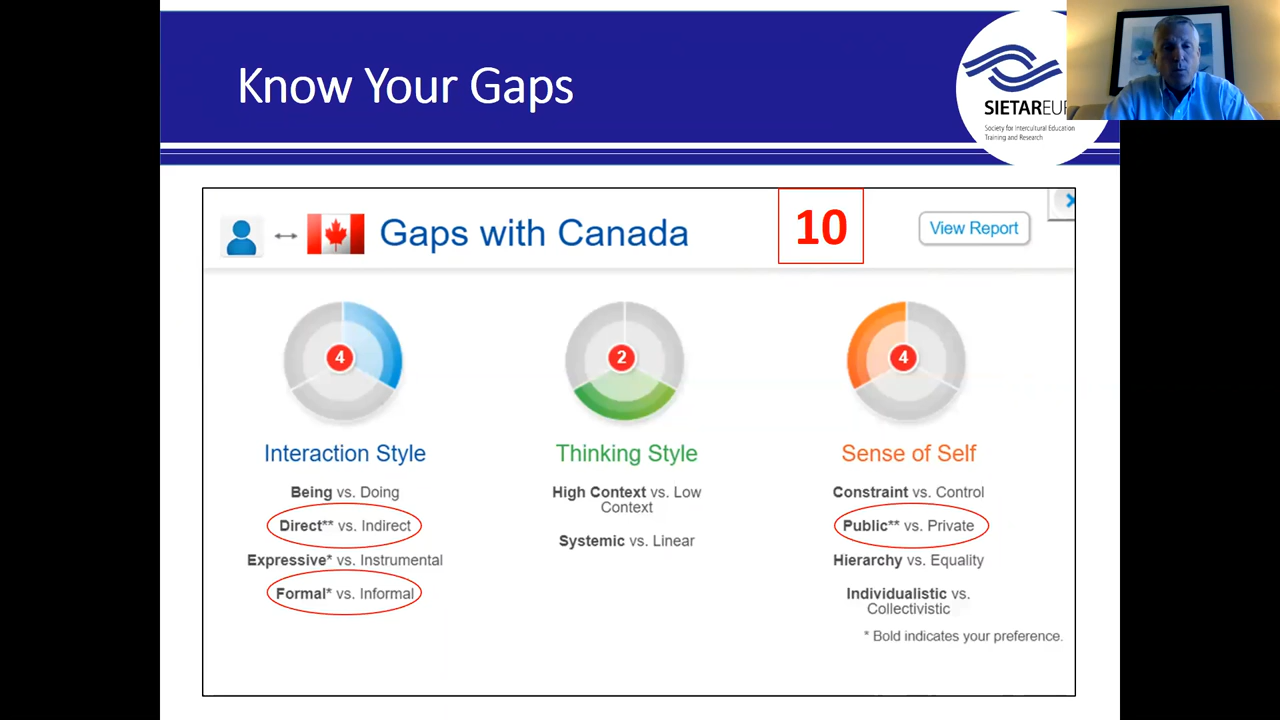 Know Your Gaps
SIETAR
Society for Intercultural Education
Training and Research
Gaps with Canada
10
View Report
4
2
4
Interaction Style
Being vs. Doing
Direct** vs. Indirect
Expressive* vs. Instrumental
Formal* vs. Informal
Thinking Style
High Context vs. Low
Context
Systemic vs. Linear
Sense of Self
Constraint vs. Control
Public** vs. Private
Hierarchy vs. Equality
Individualistic vs.
Collectivistic
* Bold indicates your preference.